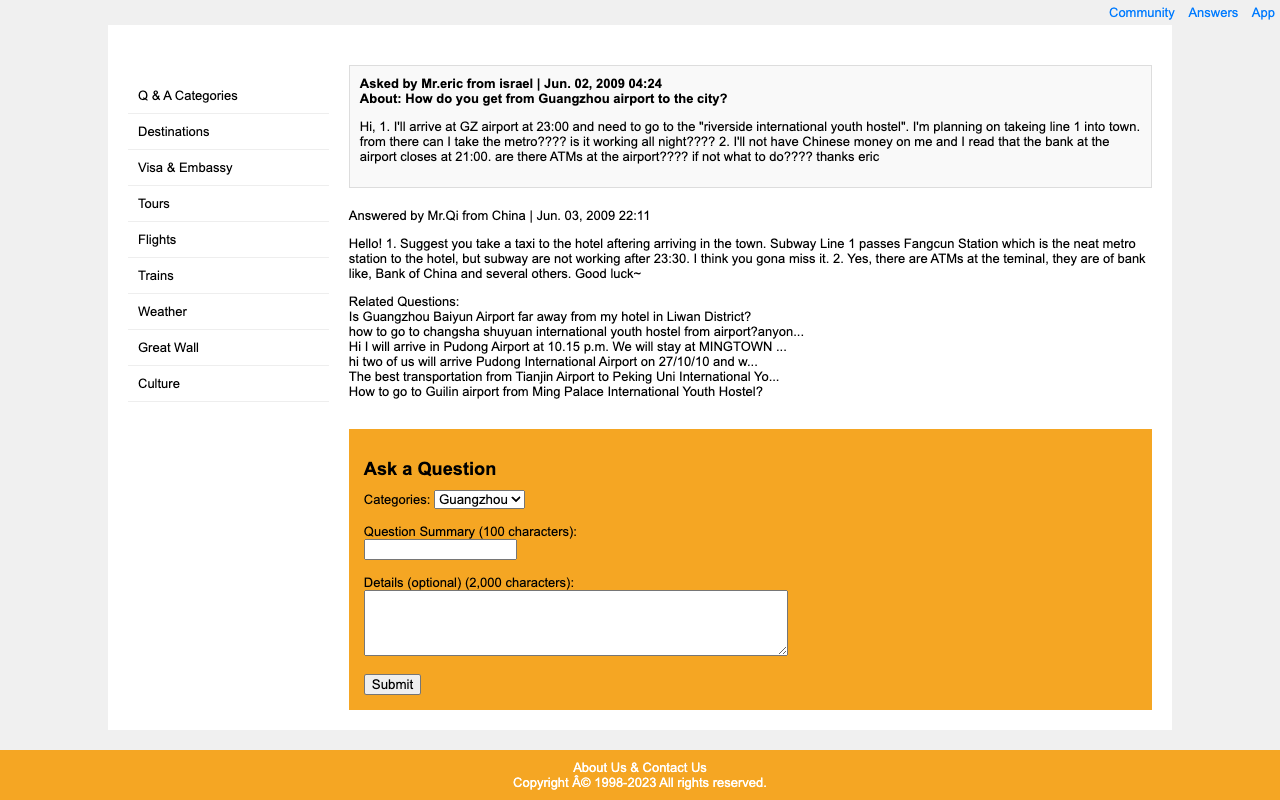 Community Answers App
Q & A Categories
Destinations
Visa & Embassy
Tours
Flights
Trains
Weather
Great Wall
Culture
Asked by Mr.eric from israel | Jun. 02, 2009 04:24
About: How do you get from Guangzhou airport to the city?
Hi, 1. I'll arrive at GZ airport at 23:00 and need to go to the "riverside international youth hostel". I'm planning on takeing line 1 into town.
from there can I take the metro???? is it working all night???? 2. I'll not have Chinese money on me and I read that the bank at the
airport closes at 21:00. are there ATMs at the airport???? if not what to do???? thanks eric
Answered by Mr.Qi from China | Jun. 03, 2009 22:11
Hello! 1. Suggest you take a taxi to the hotel aftering arriving in the town. Subway Line 1 passes Fangcun Station which is the neat metro
station to the hotel, but subway are not working after 23:30. I think you gona miss it. 2. Yes, there are ATMs at the teminal, they are of bank
like, Bank of China and several others. Good luck~
Related Questions:
Is Guangzhou Baiyun Airport far away from my hotel in Liwan District?
how to go to changsha shuyuan international youth hostel from airport?anyon...
Hi I will arrive in Pudong Airport at 10.15 p.m. We will stay at MINGTOWN ...
hi two of us will arrive Pudong International Airport on 27/10/10 and w...
The best transportation from Tianjin Airport to Peking Uni International Yo...
How to go to Guilin airport from Ming Palace International Youth Hostel?
Ask a Question
Categories: Guangzhou
Question Summary (100 characters):
Details (optional) (2,000 characters):
Submit
About Us & Contact Us
Copyright Â© 1998-2023 All rights reserved.